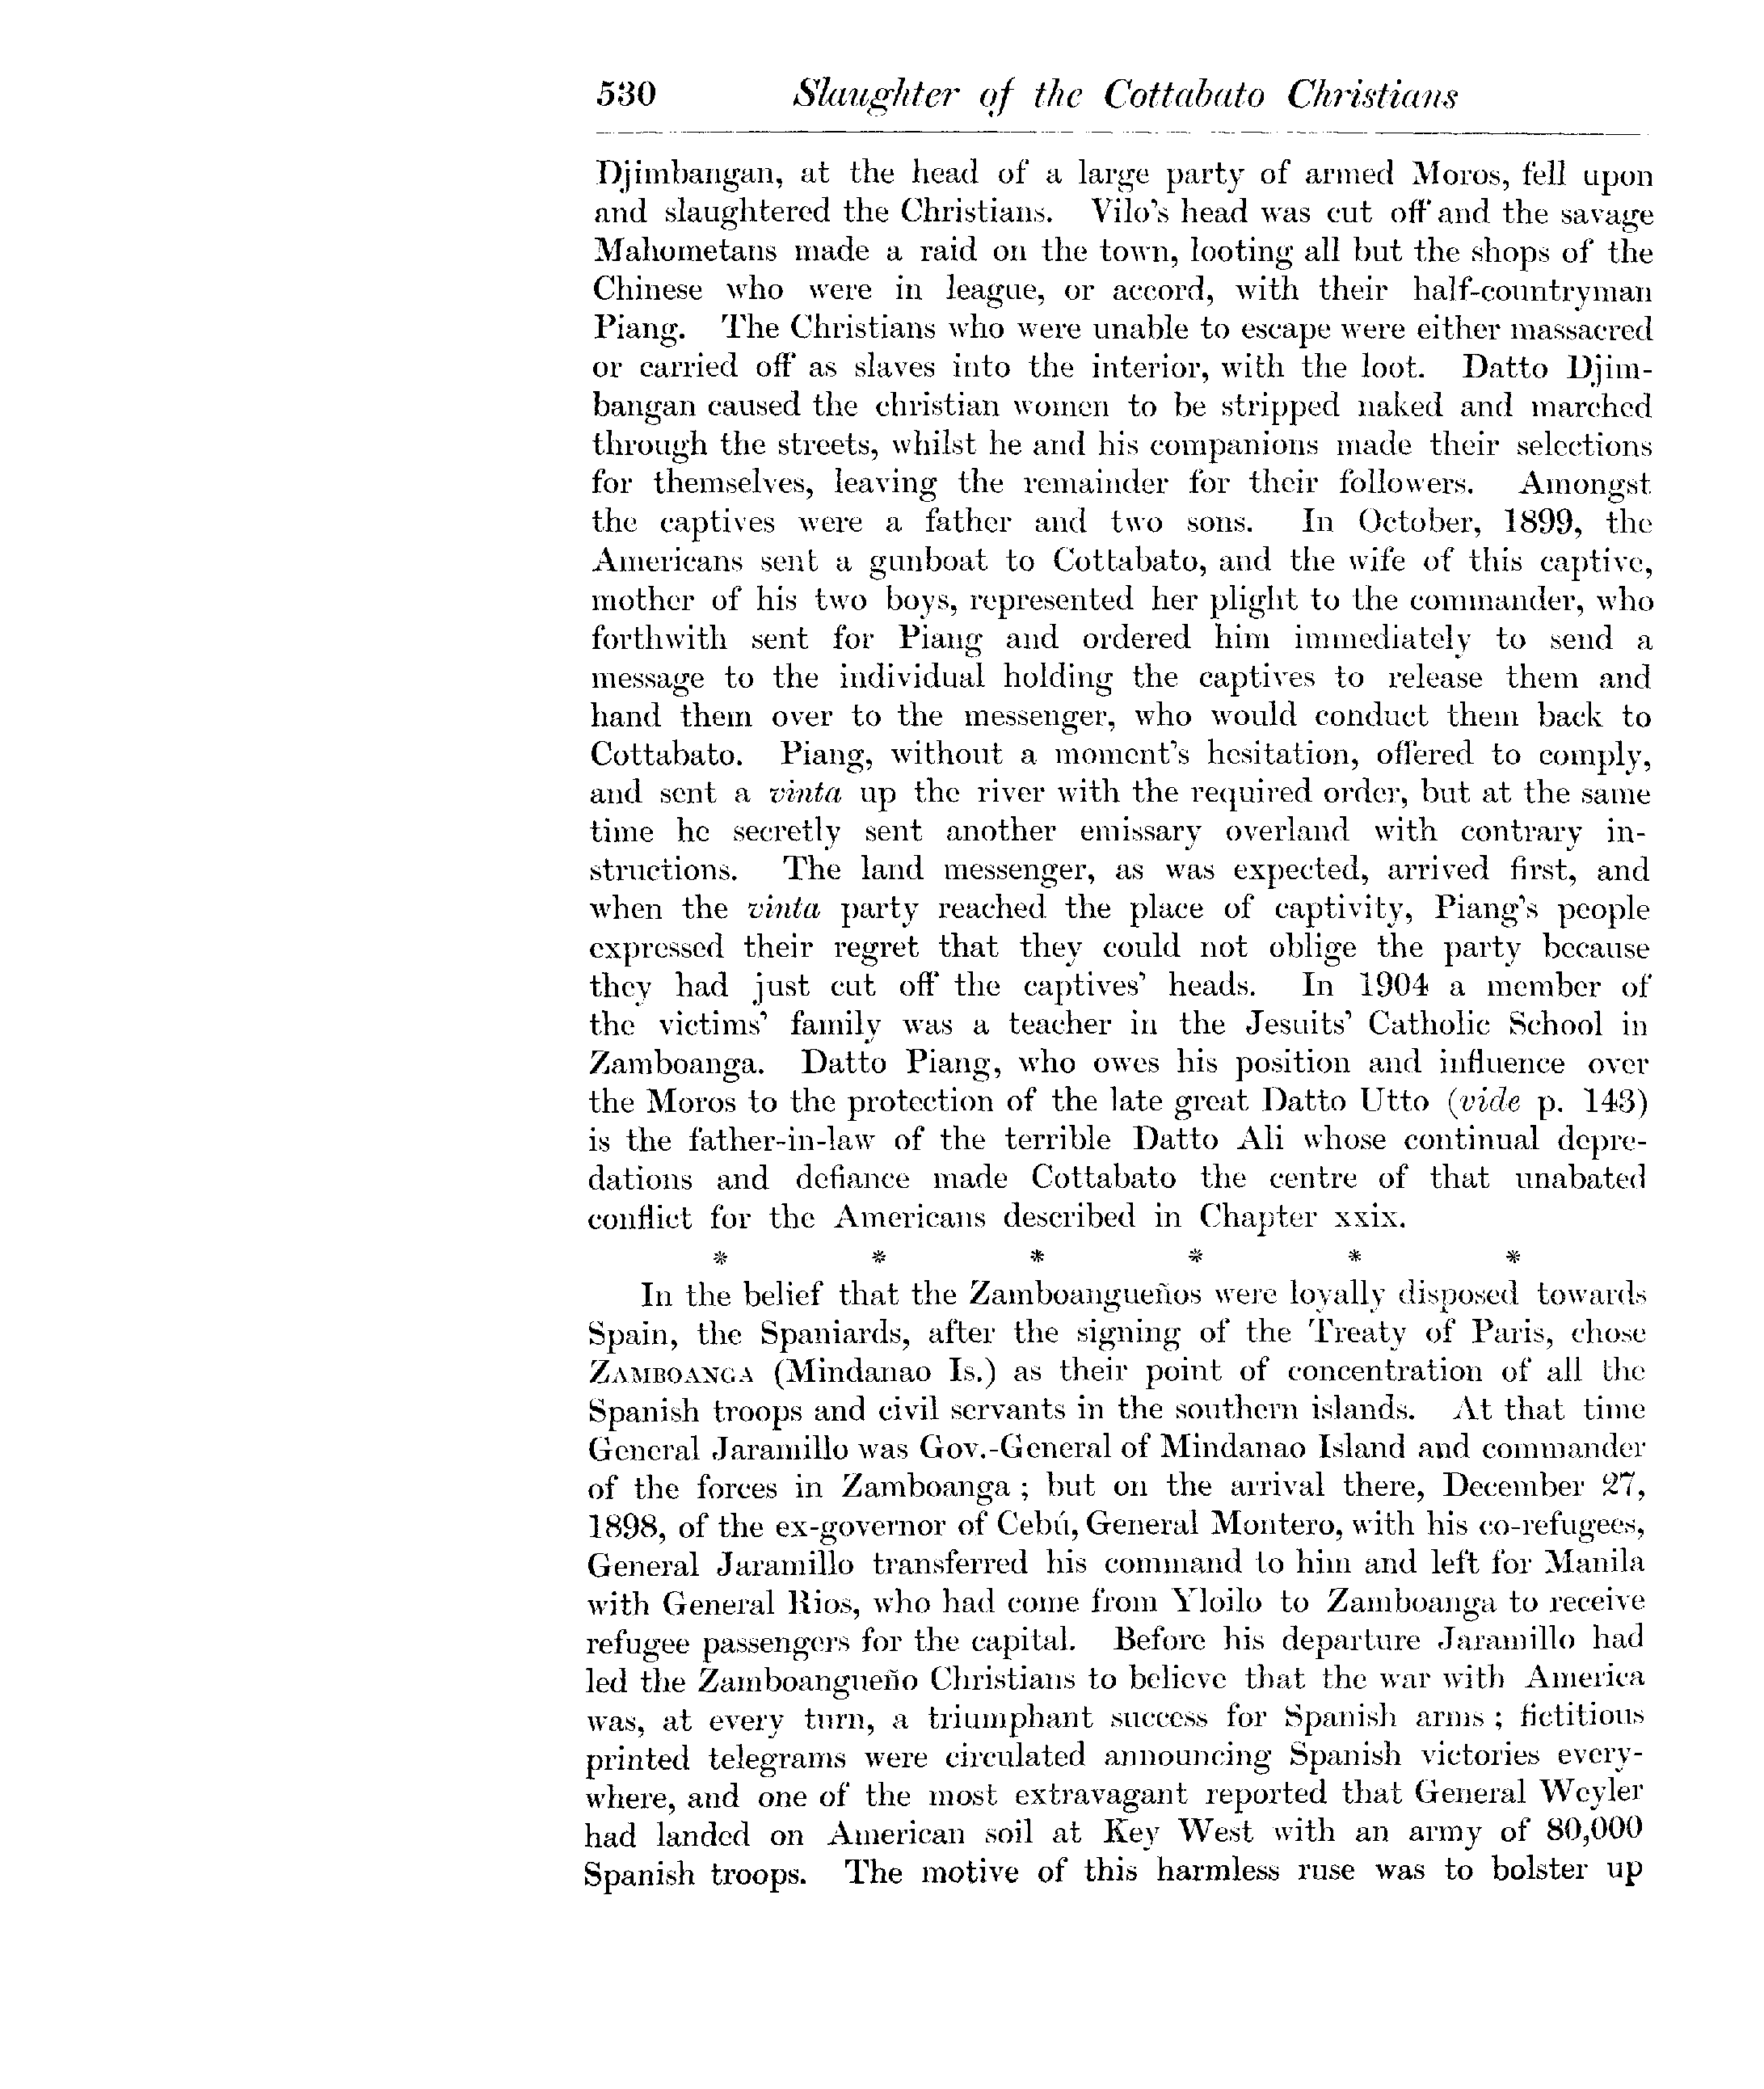 530 Slaughter of the Cottabato Christians
Djimbangan, at the head of a large party of armed Moros, fell upon
and slaughtered the Christians. Vilo's head was cut off and the savage
Mahometans made a raid on the town, looting all but the shops of the
Chinese who were in league, or accord, with their half-countryman
Piang. The Christians who were unable to escape were either massacred
or carried off as slaves into the interior, with the loot. Datto Djim-
bangan caused the christian women to be stripped naked and marched
through the streets, whilst he and his companions made their selections
for themselves, leaving the remainder for their followers. Amongst
the captives were a father and two sons. In October, 1899, the
Americans sent a gunboat to Cottabato, and the wife of this captive,
mother of his two boys, represented her plight to the commander, who
forthwith sent for Piang and ordered him immediately to send a
message to the individual holding the captives to release them and
hand them over to the messenger, who would conduct them back to
Cottabato. Piang, without a moment's hesitation, offered to comply,
and sent a vinta up the river with the required order, but at the same
time he secretly sent another emissary overland with contrary in-
structions. The land messenger, as was expected, arrived first, and
when the vinta party reached the place of captivity, Piang's people
expressed their regret that they could not oblige the party because
they had just cut off the captives' heads. In 1904 a member of
the victims' family was a teacher in the Jesuits' Catholic School in
Zamboanga. Datto Piang, who owes his position and influence over
the Moros to the protection of the late great Datto Utto (vide p. 143)
is the father-in-law of the terrible Datto Ali whose continual depre-
dations and defiance made Cottabato the centre of that unabated
conflict for the Americans described in Chapter xxix.
* * * * * *
In the belief that the Zamboangueños were loyally disposed towards
Spain, the Spaniards, after the signing of the Treaty of Paris, chose
ZAMBOANGA (Mindanao Is.) as their point of concentration of all the
Spanish troops and civil servants in the southern islands. At that time
General Jaramillo was Gov.-General of Mindanao Island and commander
of the forces in Zamboanga ; but on the arrival there, December 27,
1898, of the ex-governor of Cebú, General Montero, with his co-refugees,
General Jaramillo transferred his command to him and left for Manila
with General Rios, who had come from Yloilo to Zamboanga to receive
refugee passengers for the capital. Before his departure Jaramillo had
led the Zamboangueño Christians to believe that the war with America
was, at every turn, a triumphant success for Spanish arms ; fictitious
printed telegrams were circulated announcing Spanish victories every-
where, and one of the most extravagant reported that General Weyler
had landed on American soil at Key West with an army of 80,000
Spanish troops. The motive of this harmless ruse was to bolster up